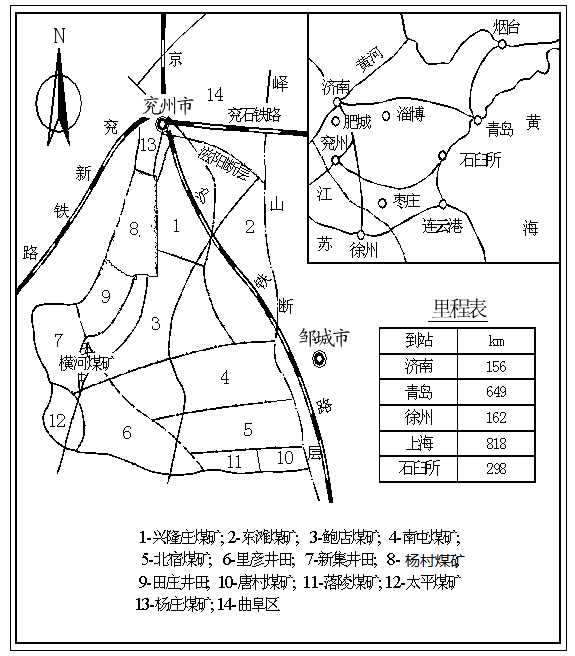 N
京
14
峄
兖州市
兖石铁路
兖
13
滋阳断层
新
沪
山
铁
1
2
8
路
铁
断
9
3
邹城市
7
横河煤矿
4
路
12
6
5
层
11
10
烟台
黄河
济南
淄博
肥城
青岛
黄
兖州
石臼所
江
枣庄
连云港
海
苏
徐州
里程表
到站 km
济南 156
青岛 649
徐州 162
上海 818
石臼所 298
1-兴隆庄煤矿; 2-东滩煤矿; 3-鲍店煤矿; 4-南屯煤矿;
5-北宿煤矿; 6-里彦井田; 7-新集井田; 8- 杨村煤矿
9-田庄井田; 10-唐村煤矿; 11-落陵煤矿; 12-太平煤矿
13-杨庄煤矿; 14-曲阜区